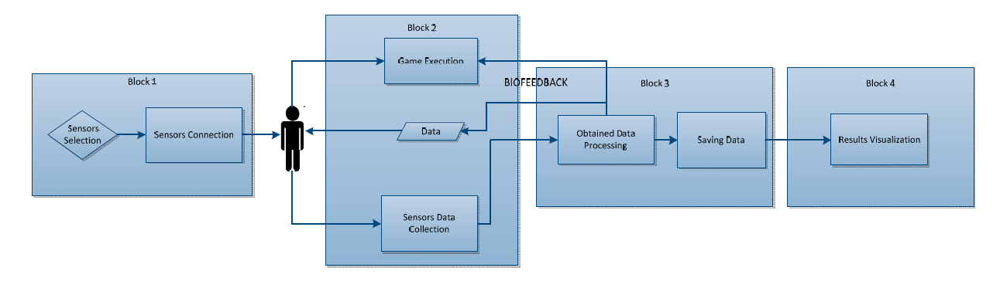 Block 1
Sensors
Selection
Sensors Connection
Block 2
Game Execution
Data
Sensors Data
Collection
BIOFEEDBACK
Block 3
Obtained Data
Processing
Saving Data
Block 4
Results Visualization